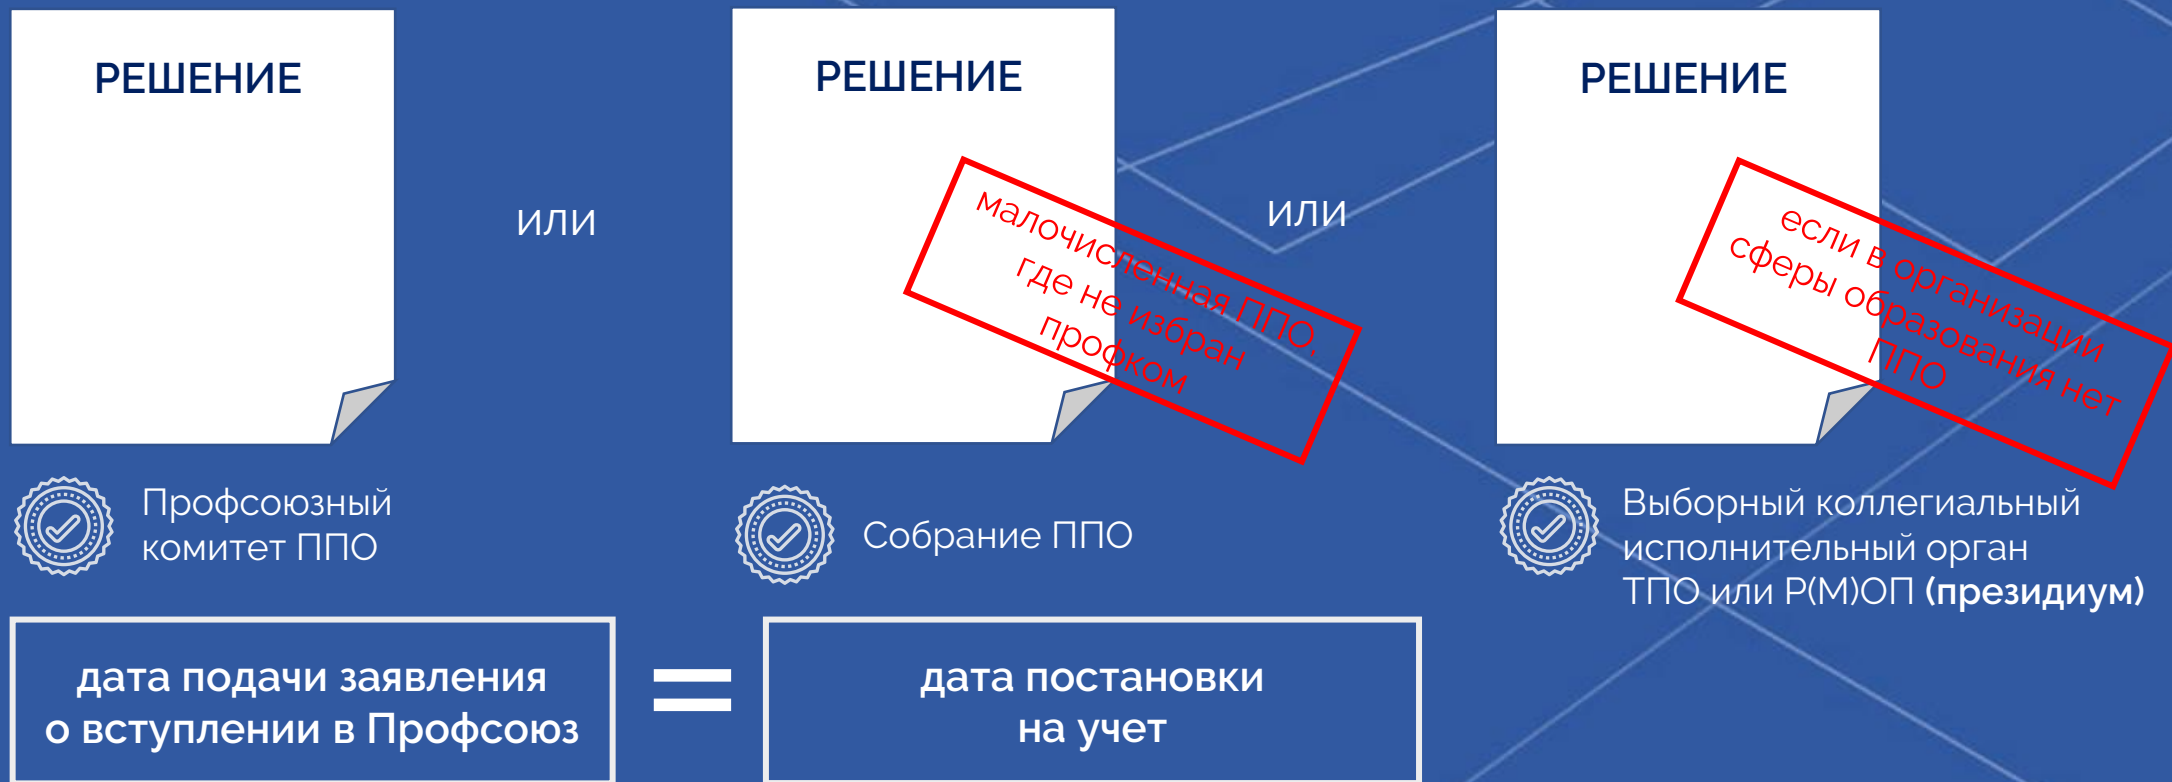 РЕШЕНИЕ
РЕШЕНИЕ
РЕШЕНИЕ
или
или
малочисленная ППО,
где не избран
профком
если в организации
сферы образования нет
ППО
Профсоюзный
комитет ППО
Собрание ППО
Выборный коллегиальный
исполнительный орган
ТПО или Р(М)ОП (президиум)
дата подачи заявления
о вступлении в Профсоюз
=
дата постановки
на учет